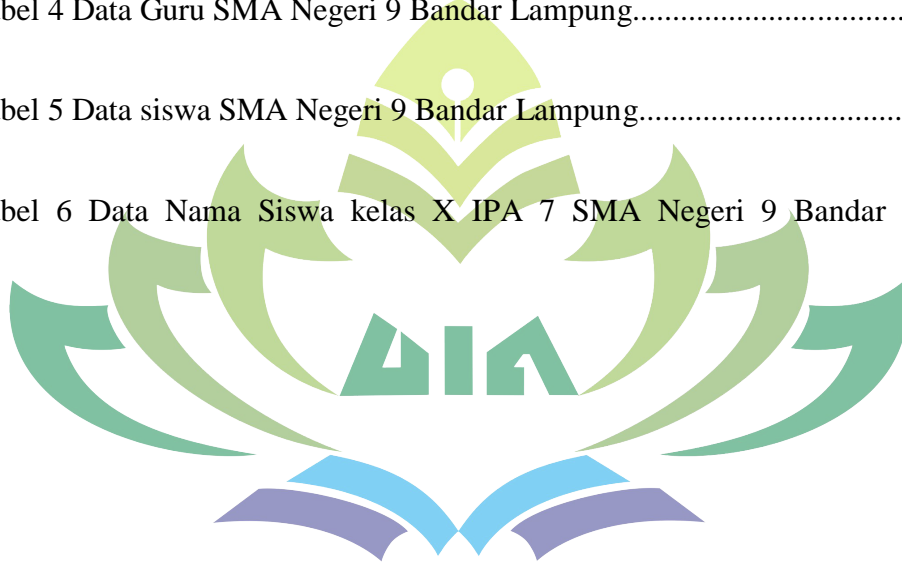 bel 4 Data Guru SMA Negeri 9 Bandar Lampung..................................
bel 5 Data siswa SMA Negeri 9 Bandar Lampung.................................
bel 6 Data Nama Siswa kelas X IPA 7 SMA Negeri 9 Bandar
UIN